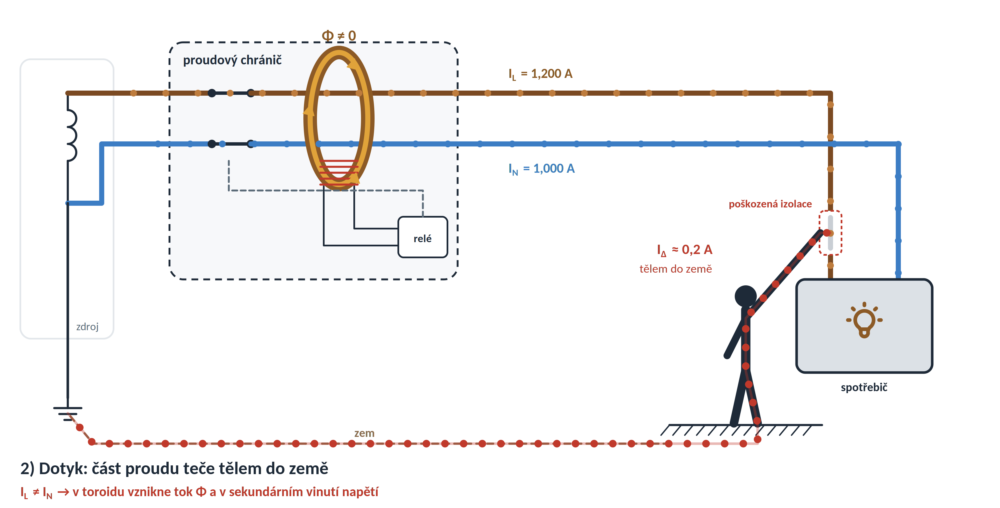 Φ ≠ 0
proudový chránič
I_L = 1,200 A
I_N = 1,000 A
poškozená izolace
relé
I_Δ ≈ 0,2 A
tělem do země
zdroj
spotřebič
zem
2) Dotyk: část proudu teče tělem do země
I_L ≠ I_N → v toroidu vznikne tok Φ a v sekundárním vinutí napětí